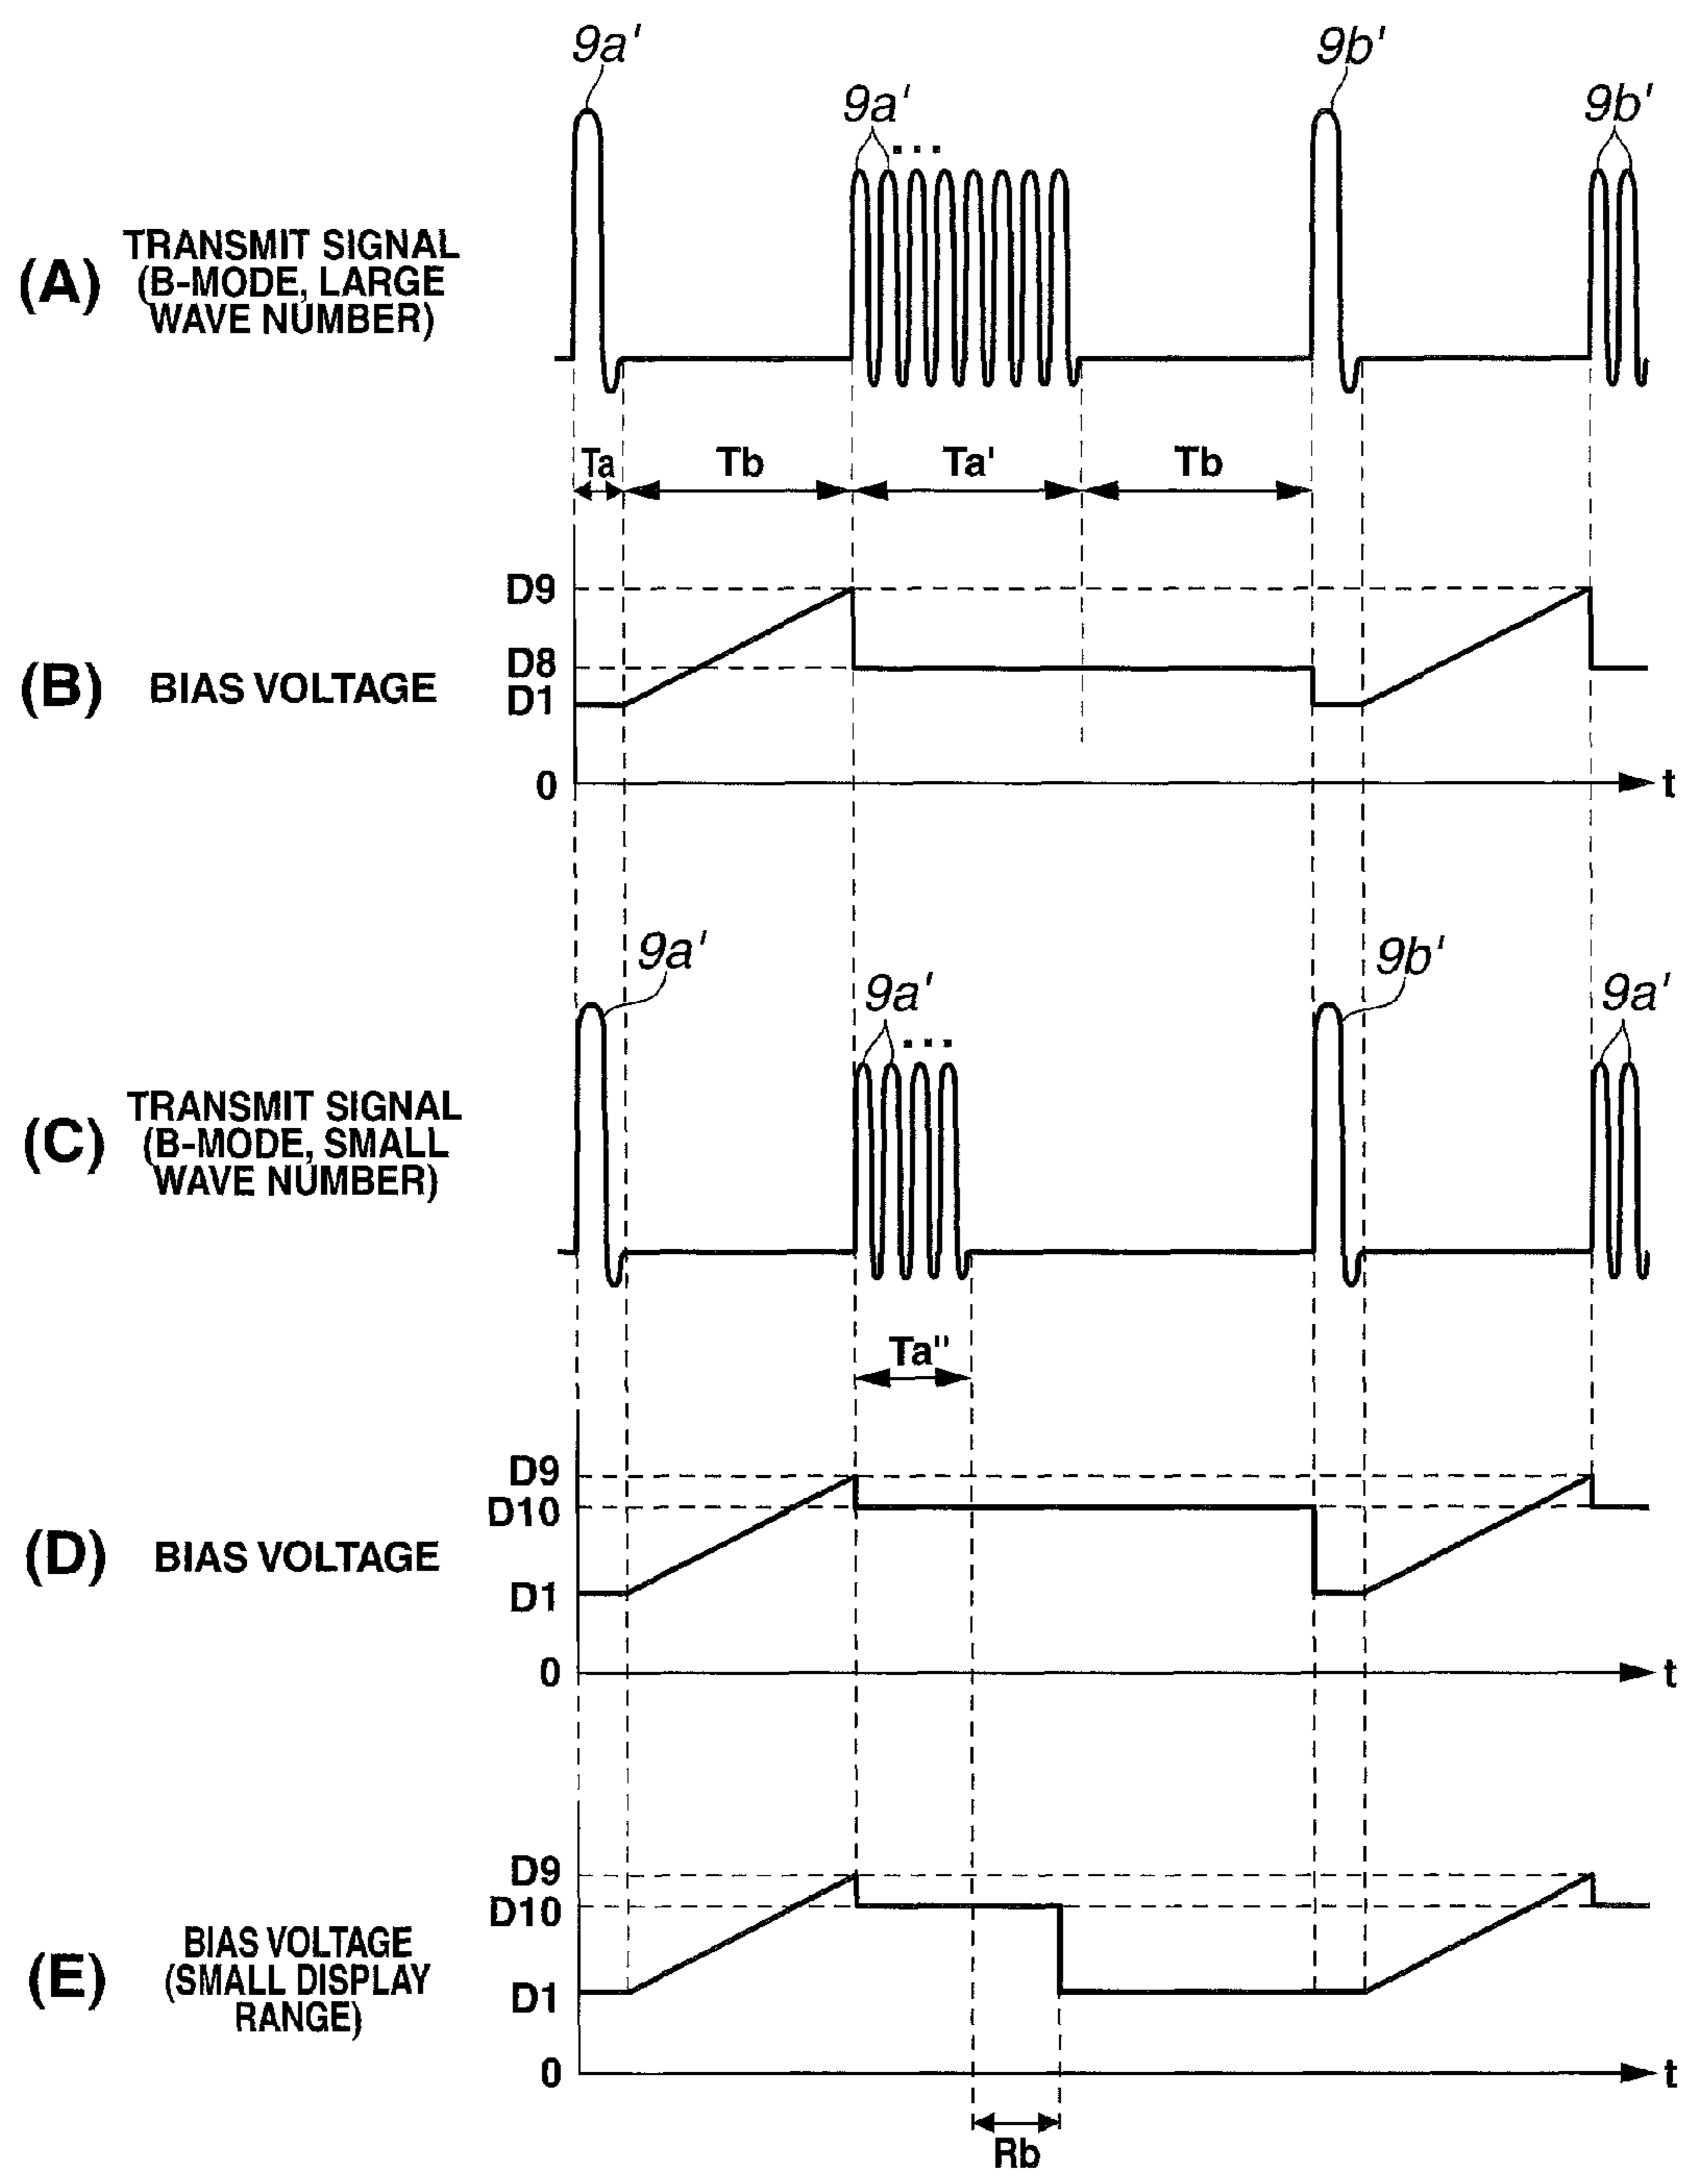 9a'
9b'
9a'
...
9b'
(A)
TRANSMIT SIGNAL
(B-MODE, LARGE
WAVE NUMBER)
Ta
Tb
Ta'
Tb
D9
D8
D1
0
t
(B)
BIAS VOLTAGE
9a'
9b'
9a'
...
9a'
(C)
TRANSMIT SIGNAL
(B-MODE, SMALL
WAVE NUMBER)
Ta"
D9
D10
D1
0
t
(D)
BIAS VOLTAGE
D9
D10
D1
0
t
(E)
BIAS VOLTAGE
(SMALL DISPLAY
RANGE)
Rb